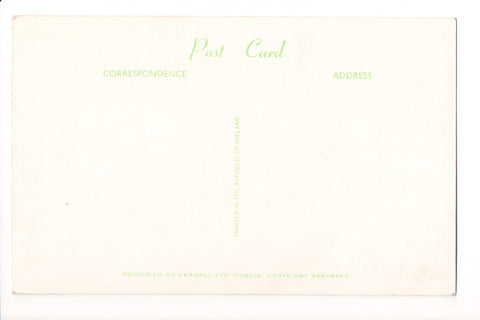 Post Card
CORRESPONDENCE
ADDRESS
PRINTED IN THE REPUBLIC OF IRELAND
PRODUCED BY CARDALL LTD. DUBLIN. COPYRIGHT RESERVED